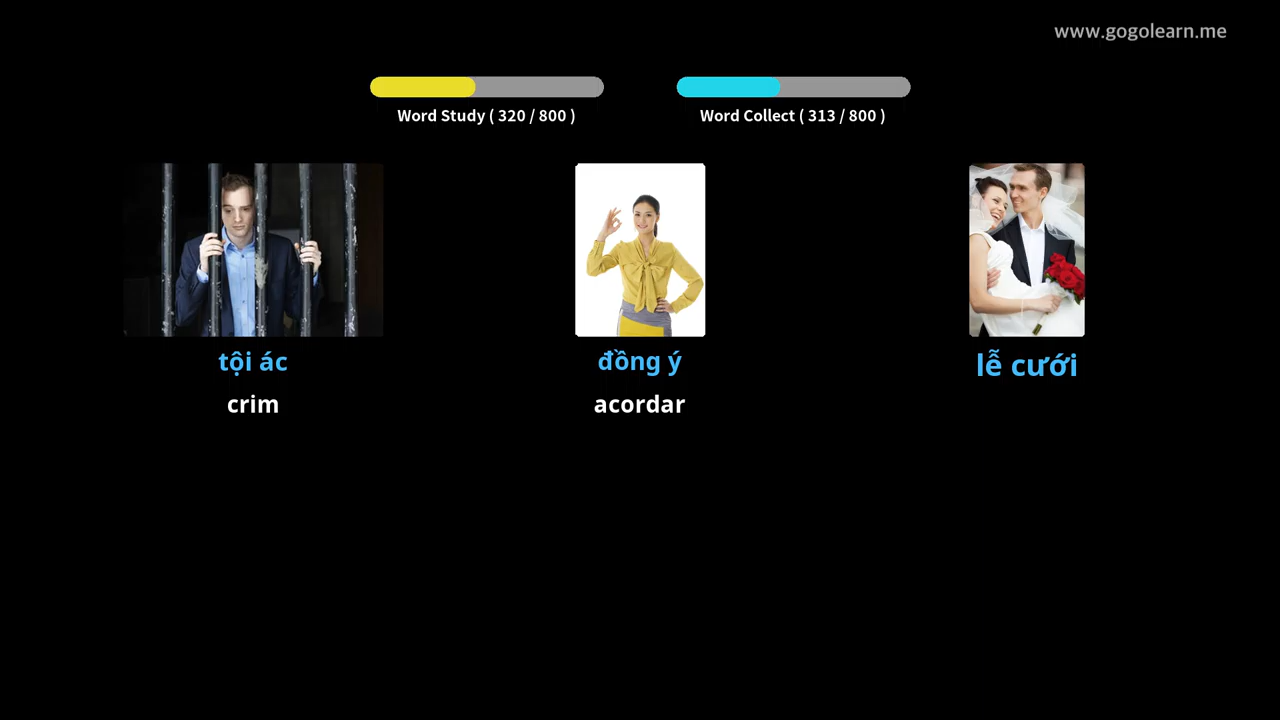 www.gogolearn.me
Word Study ( 320 / 800 )
Word Collect ( 313 / 800 )
tội ác
đồng ý
lễ cưới
crim
acordar